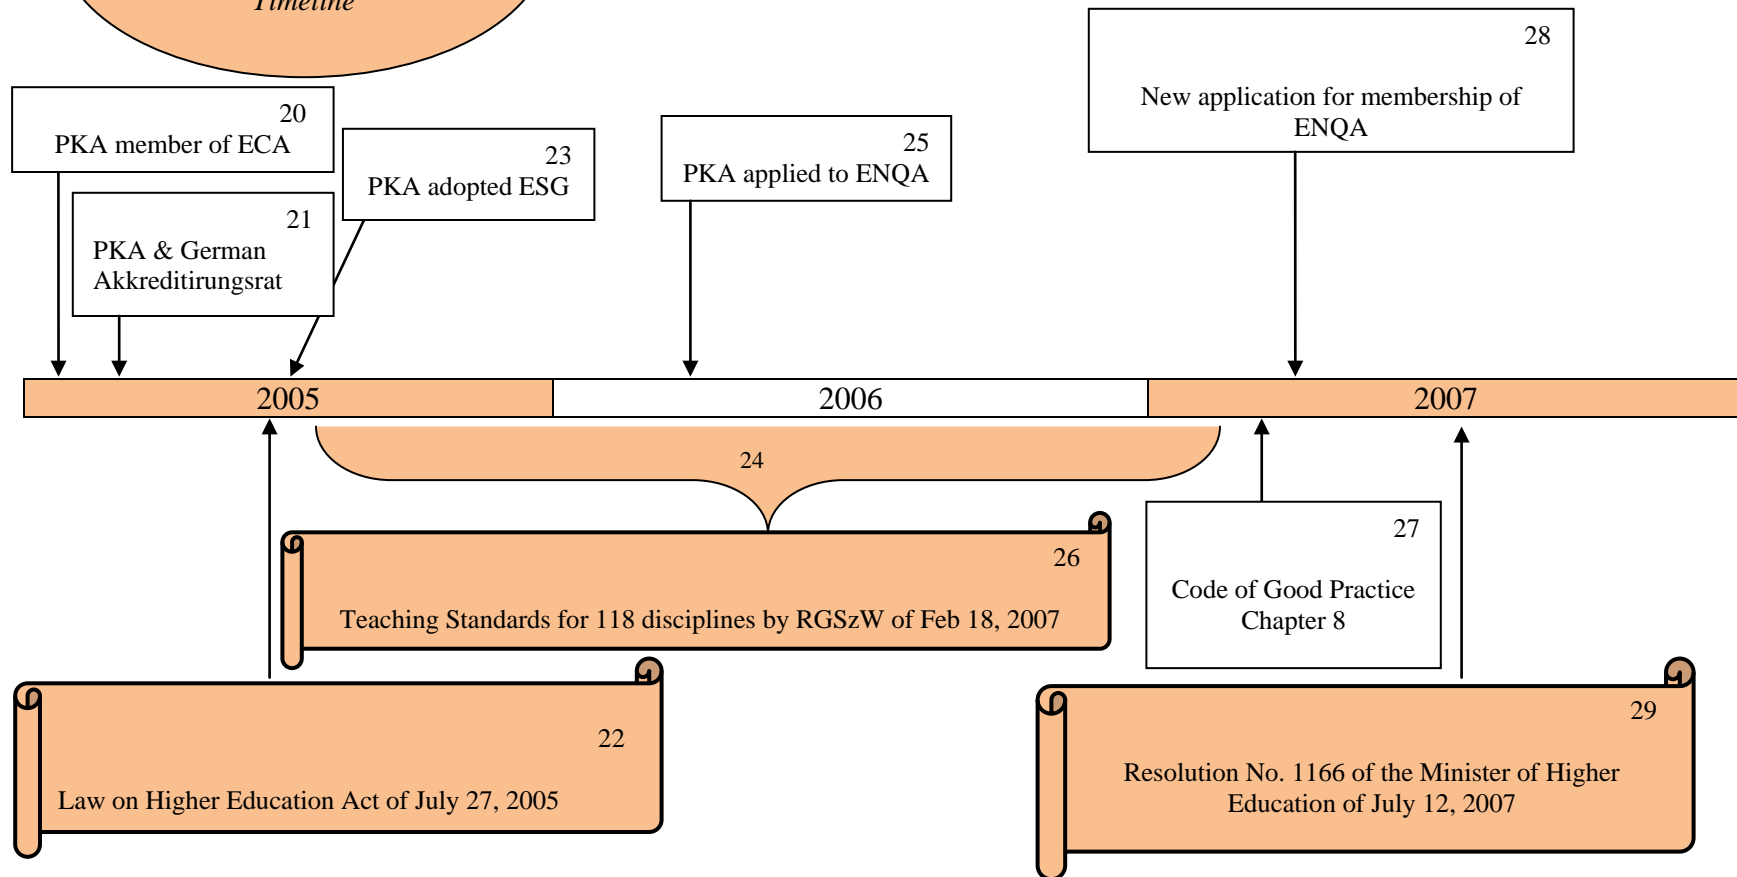 Timeline
28
New application for membership of
ENQA
20
PKA member of ECA
23
PKA adopted ESG
25
PKA applied to ENQA
21
PKA & German
Akkreditirungsrat
2005
2006
2007
24
26
Teaching Standards for 118 disciplines by RGSzW of Feb 18, 2007
27
Code of Good Practice
Chapter 8
22
Law on Higher Education Act of July 27, 2005
29
Resolution No. 1166 of the Minister of Higher
Education of July 12, 2007